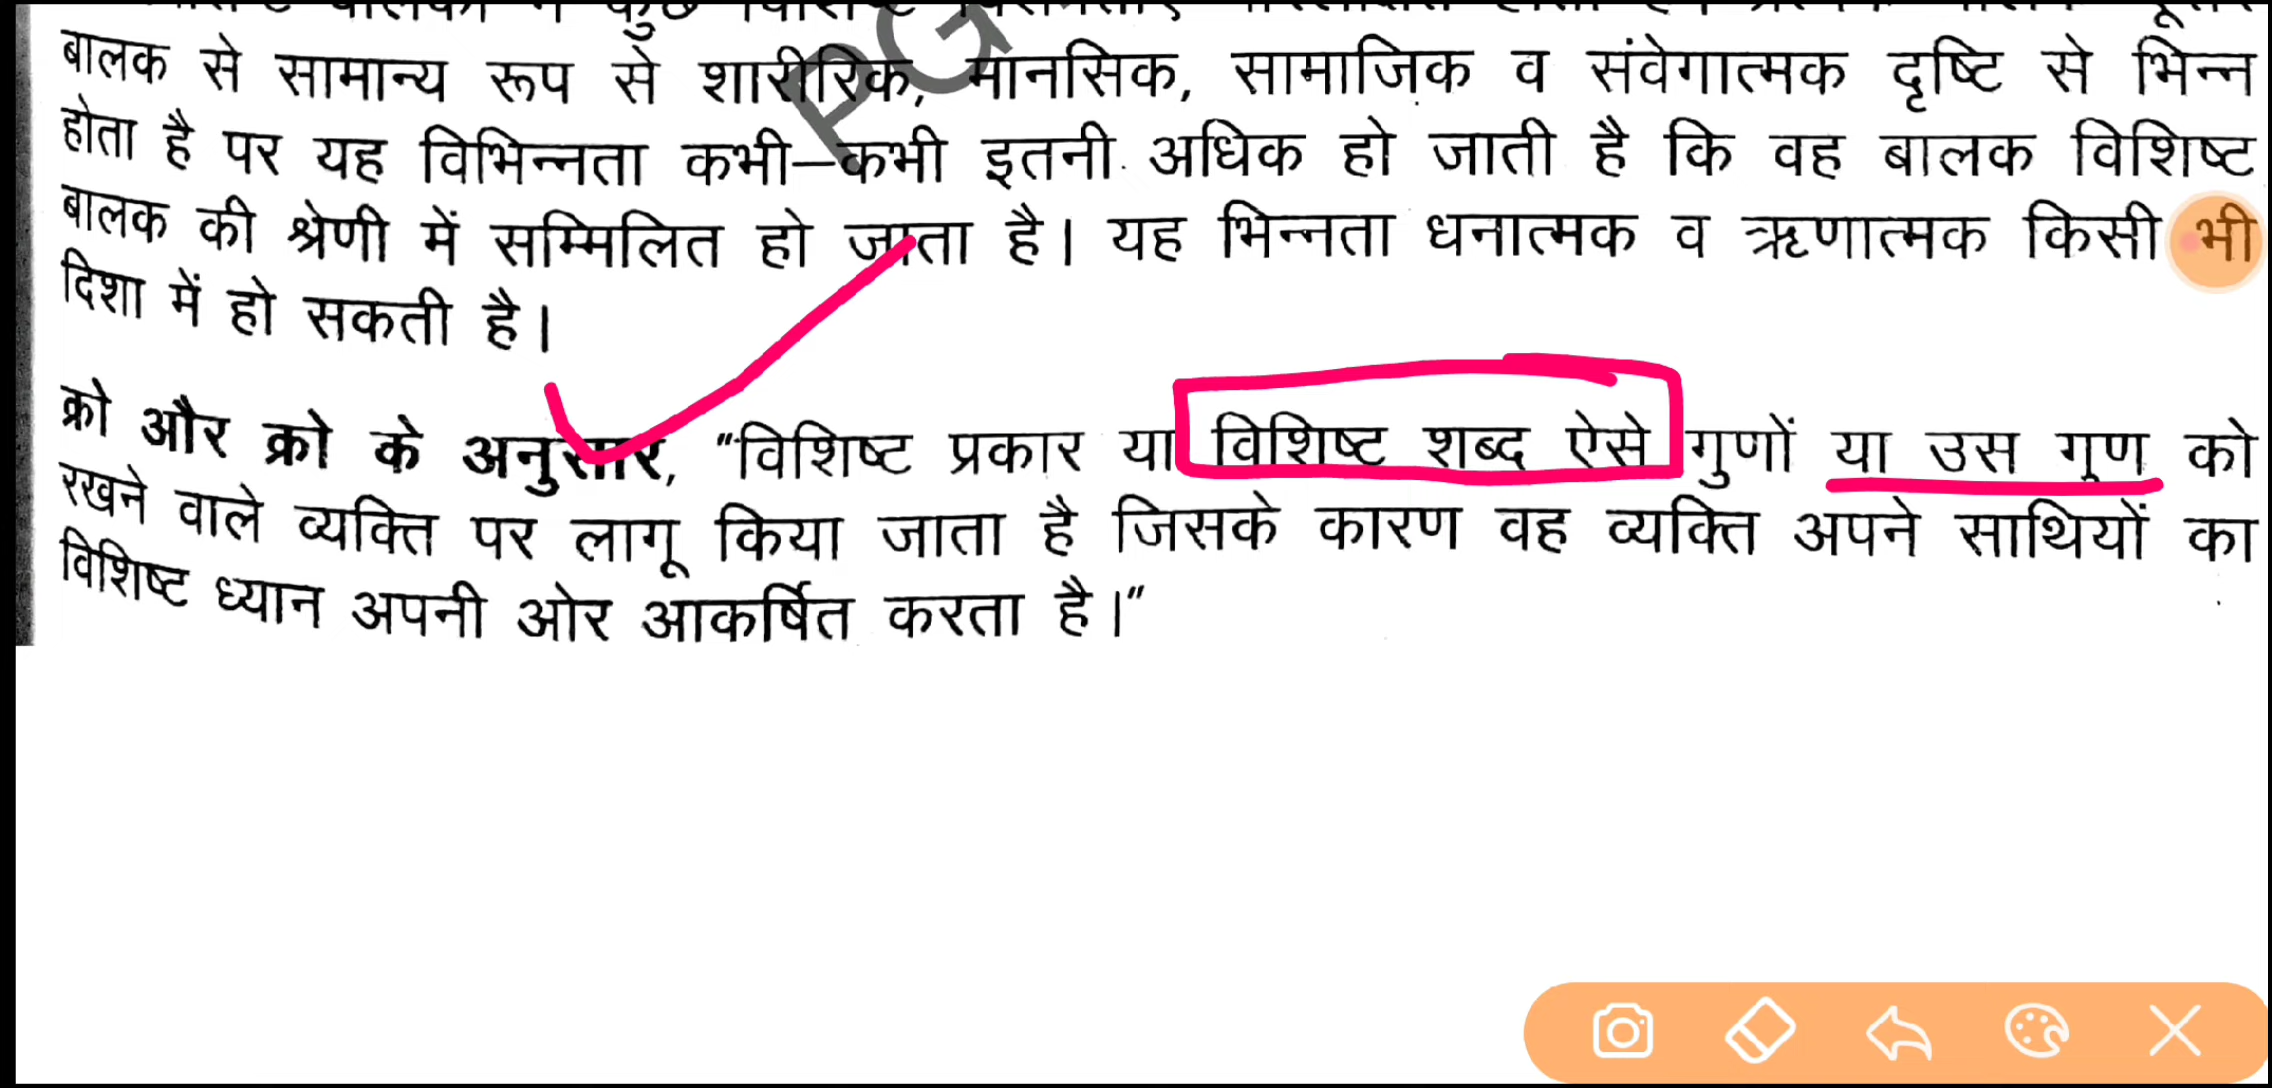 बालक से सामान्य रूप से शारीरिक, मानसिक, सामाजिक व संवेगात्मक दृष्टि से भिन्न
होता है पर यह विभिन्नता कभी–कभी इतनी अधिक हो जाती है कि वह बालक विशिष्ट
बालक की श्रेणी में सम्मिलित हो जाता है। यह भिन्नता धनात्मक व ऋणात्मक किसी भी
दिशा में हो सकती है।
क्रो और क्रो के अनुसार, "विशिष्ट प्रकार या विशिष्ट शब्द ऐसे गुणों या उस गुण को
रखने वाले व्यक्ति पर लागू किया जाता है जिसके कारण वह व्यक्ति अपने साथियों का
विशिष्ट ध्यान अपनी ओर आकर्षित करता है।"
PG